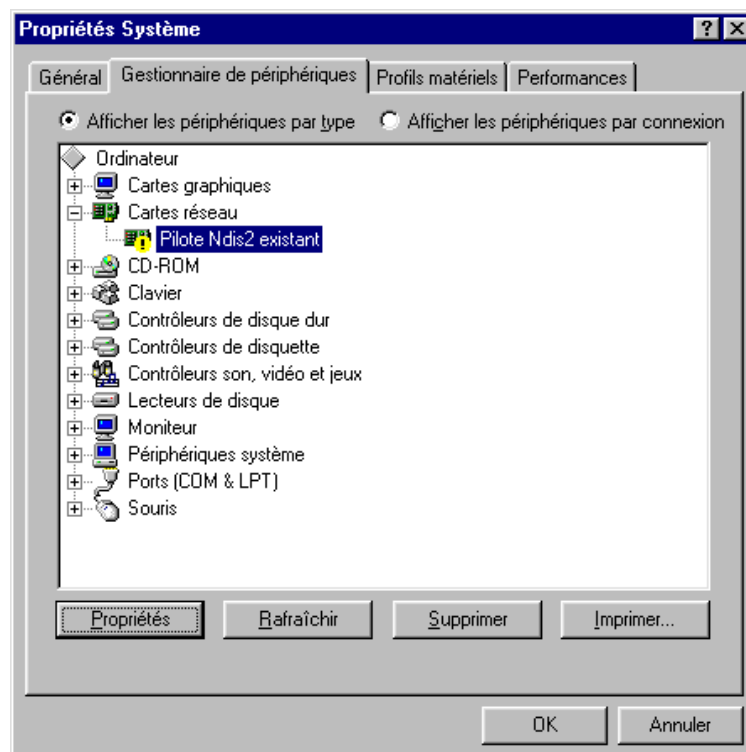 Propriétés Système
Général Gestionnaire de périphériques Profils matériels Performances
Afficher les périphériques par type Afficher les périphériques par connexion
Ordinateur
Cartes graphiques
Cartes réseau
Pilote Ndis2 existant
CD-ROM
Clavier
Contrôleurs de disque dur
Contrôleurs de disquette
Contrôleurs son, vidéo et jeux
Lecteurs de disque
Moniteur
Périphériques système
Ports (COM & LPT)
Souris
Propriétés Rafraîchir Supprimer Imprimer...
OK Annuler